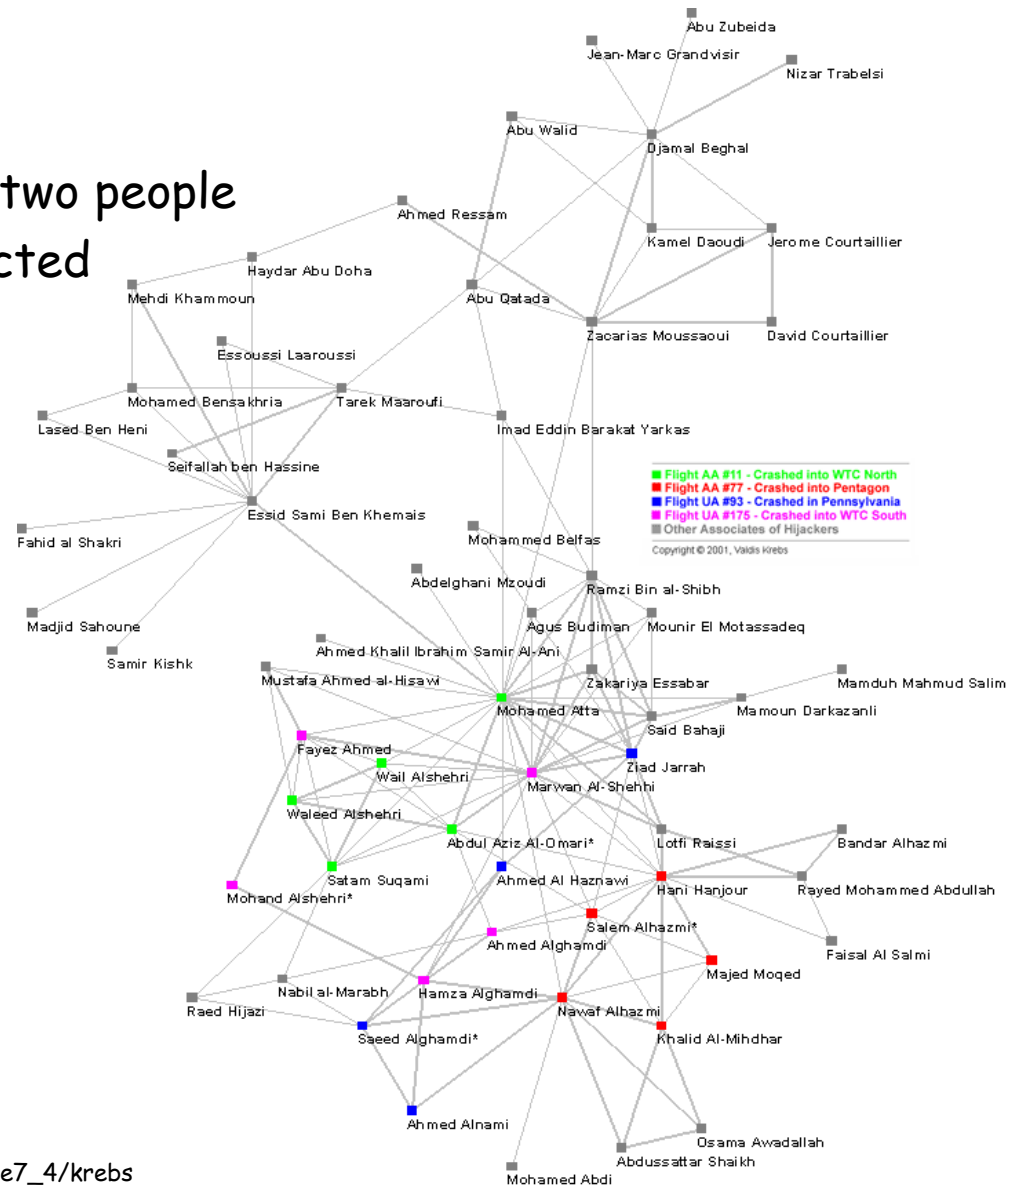 Abu Zubeida
Jean-Marc Grandvisir
Nizar Trabelsi
Abu Walid
Djamal Beghal
two people
Ahmed Ressam
Kamel Daoudi
Jerome Courtaillier
cted
Haydar Abu Doha
Mehdi Khammoun
Abu Qatada
Zacarias Moussaoui
David Courtaillier
Essoussi Laaroussi
Mohamed Bensakhria
Tarek Maaroufi
Lased Ben Heni
Imad Eddin Barakat Yarkas
Seifallah ben Hassine
Flight AA #11 - Crashed into WTC North
Flight AA #77 - Crashed into Pentagon
Flight UA #93 - Crashed in Pennsylvania
Flight UA #175 - Crashed into WTC South
Other Associates of Hijackers
Copyright © 2001, Valdis Krebs
Essid Sami Ben Khemais
Fahid al Shakri
Mohammed Belfas
Abdelghani Mzoudi
Ramzi Bin al-Shibh
Madjid Sahoune
Agus Budiman
Mounir El Motassadeq
Ahmed Khalil Ibrahim Samir Al-Ani
Samir Kishk
Mustafa Ahmed al-Hisawi
Zakariya Essabar
Mamduh Mahmud Salim
Mohamed Atta
Mamoun Darkazanli
Said Bahaji
Fayez Ahmed
Ziad Jarrah
Wail Alshehri
Marwan Al-Shehhi
Waleed Alshehri
Abdul Aziz Al-Omari*
Lotfi Raissi
Bandar Alhazmi
Satam Suqami
Ahmed Al Haznawi
Hani Hanjour
Rayed Mohammed Abdullah
Mohand Alshehri*
Salem Alhazmi*
Ahmed Alghamdi
Faisal Al Salmi
Majed Moqed
Nabil al-Marabh
Hamza Alghamdi
Raed Hijazi
Nawaf Alhazmi
Saeed Alghamdi*
Khalid Al-Mihdhar
Ahmed Alnami
Osama Awadallah
Abdussattar Shaikh
Mohamed Abdi
e7_4/krebs